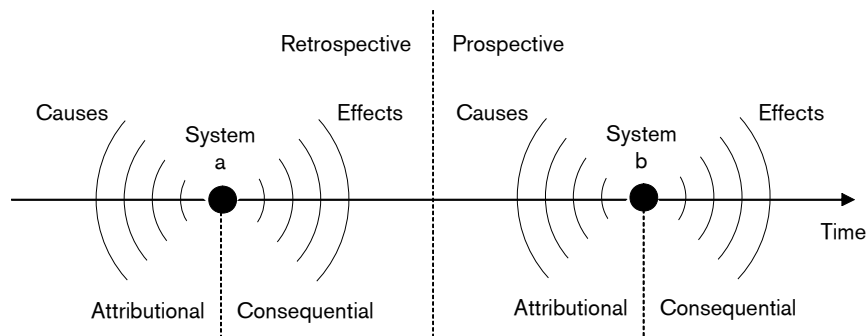 Retrospective
Prospective
Causes
System
a
Effects
Causes
System
b
Effects
Time
Attributional
Consequential
Attributional
Consequential